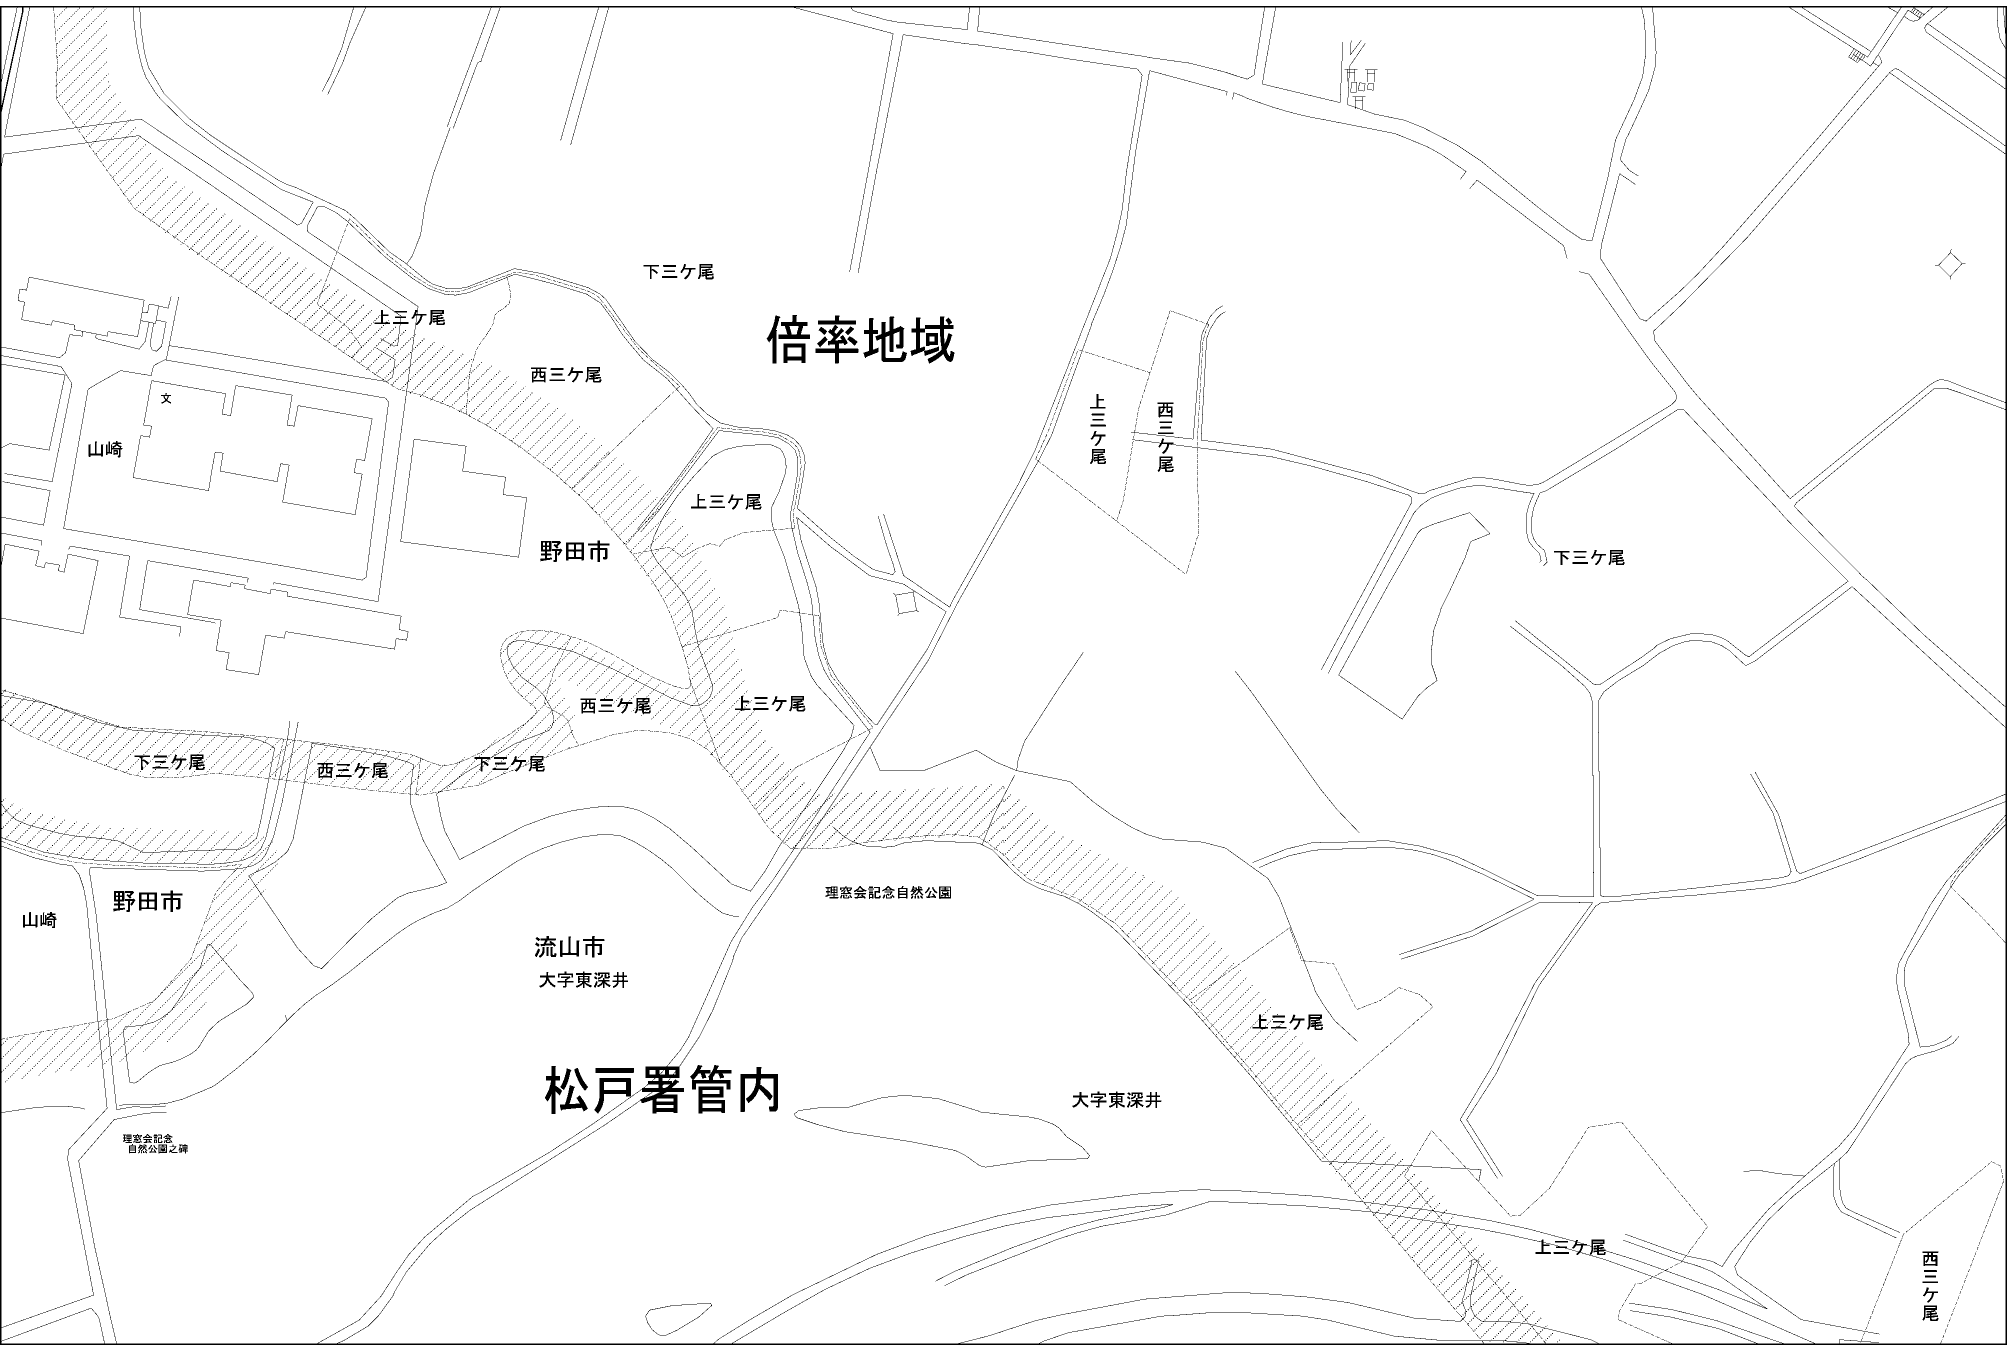 下三ケ尾
上三ケ尾
倍率地域
西三ケ尾
文
上三ケ尾
西三ケ尾
山崎
上三ケ尾
野田市
下三ケ尾
西三ケ尾
上三ケ尾
下三ケ尾
西三ケ尾
下三ケ尾
野田市
理窓会記念自然公園
山崎
流山市
大字東深井
上三ケ尾
松戸署管内
大字東深井
理窓会記念
自然公園之碑
上三ケ尾
西三ケ尾